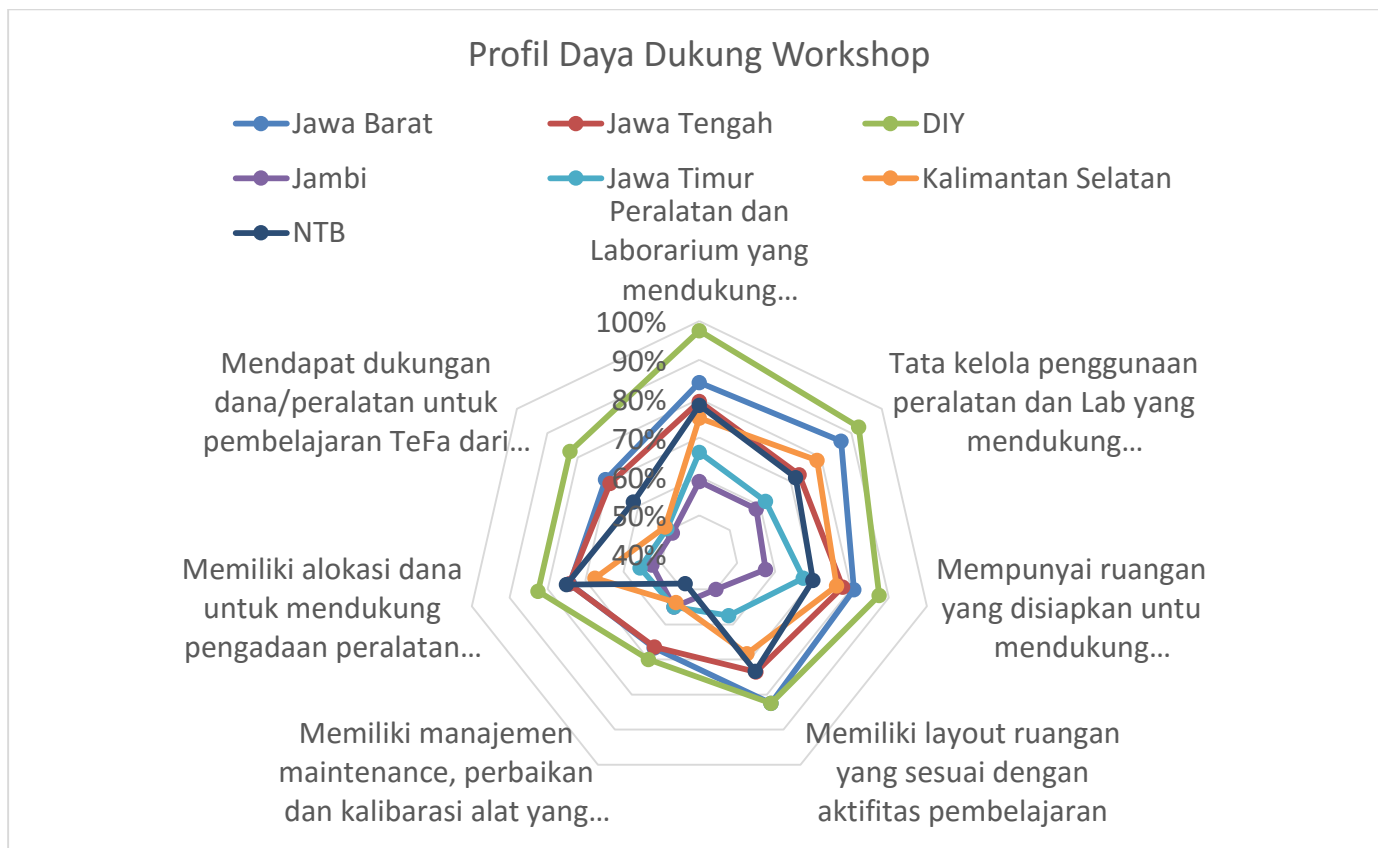 Profil Daya Dukung Workshop
Jawa Barat
Jawa Tengah
DIY
Jambi
Jawa Timur
Kalimantan Selatan
NTB
Peralatan dan
Laborarium yang
mendukung...
100%
90%
80%
70%
60%
50%
40%
Tata kelola penggunaan
peralatan dan Lab yang
mendukung...
Mempunyai ruangan
yang disiapkan untu
mendukung...
Memiliki layout ruangan
yang sesuai dengan
aktifitas pembelajaran
Memiliki manajemen
maintenance, perbaikan
dan kalibarasi alat yang...
Memiliki alokasi dana
untuk mendukung
pengadaan peralatan...
Mendapat dukungan
dana/peralatan untuk
pembelajaran TeFa dari...